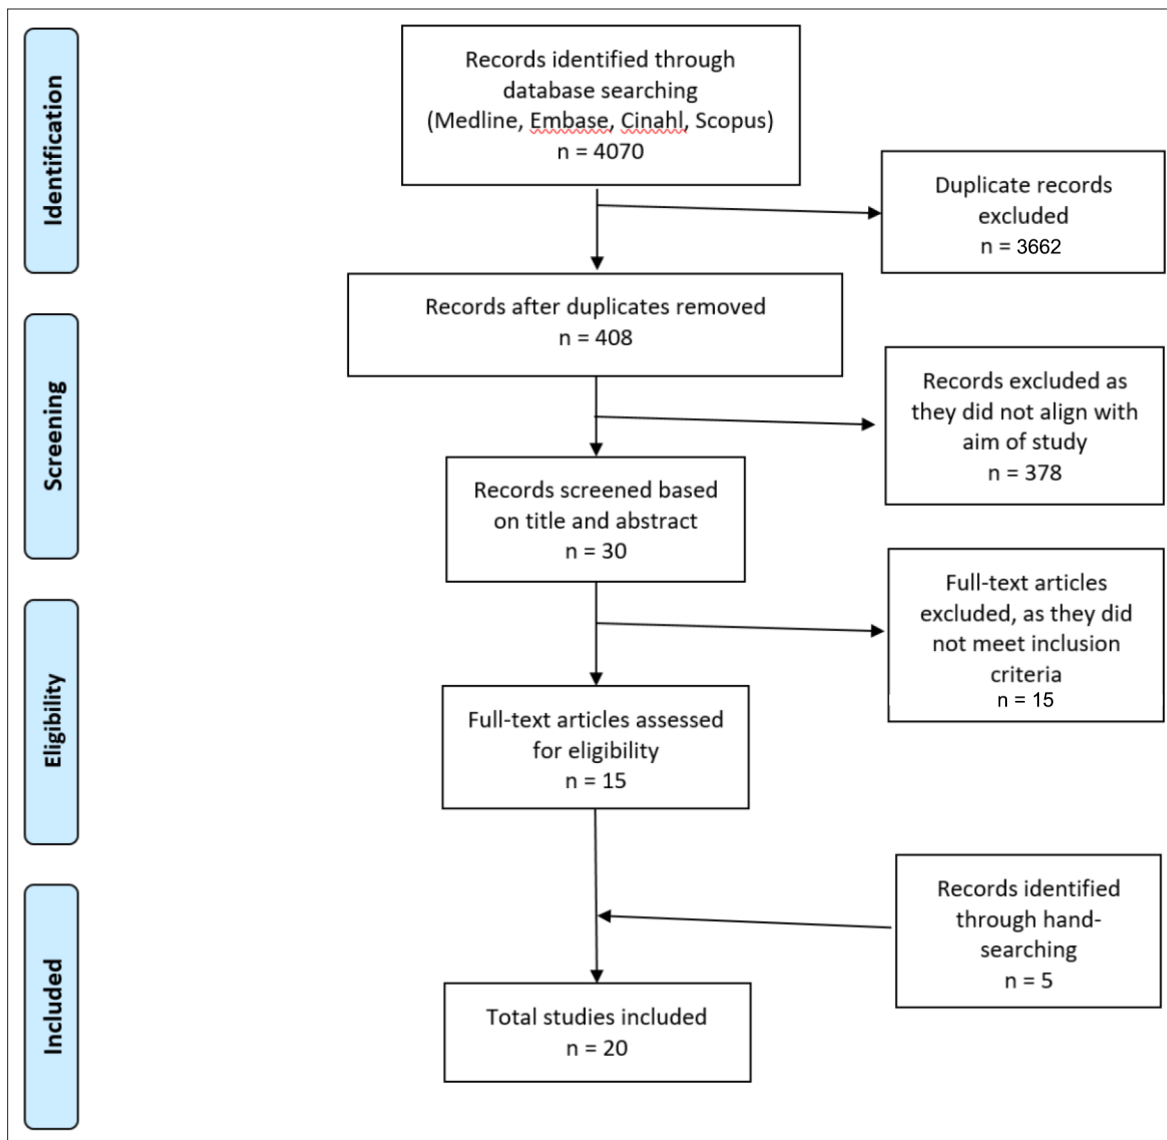 Identification
Records identified through
database searching
(Medline, Embase, Cinahl, Scopus)
n = 4070
Duplicate records
excluded
n = 3662
Records after duplicates removed
n = 408
Screening
Records excluded as
they did not align with
aim of study
n = 378
Records screened based
on title and abstract
n = 30
Eligibility
Full-text articles
excluded, as they did
not meet inclusion
criteria
n = 15
Full-text articles assessed
for eligibility
n = 15
Included
Records identified
through hand-
searching
n = 5
Total studies included
n = 20